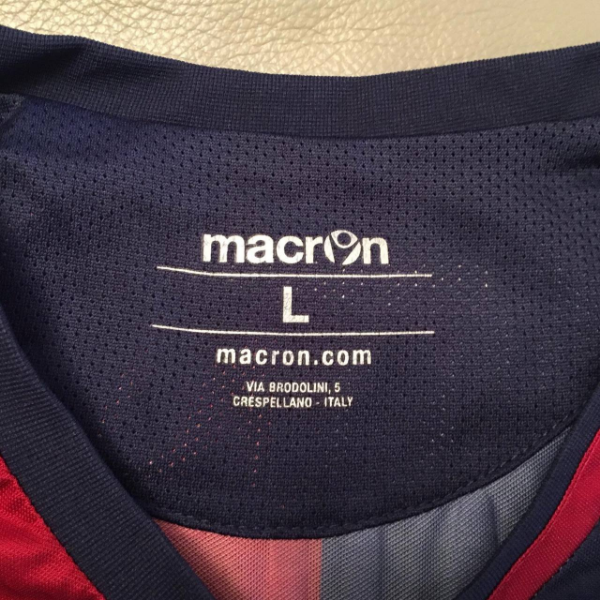 macron
L
macron.com
VIA BRODOLINI, 5
CRESPELLANO - ITALY